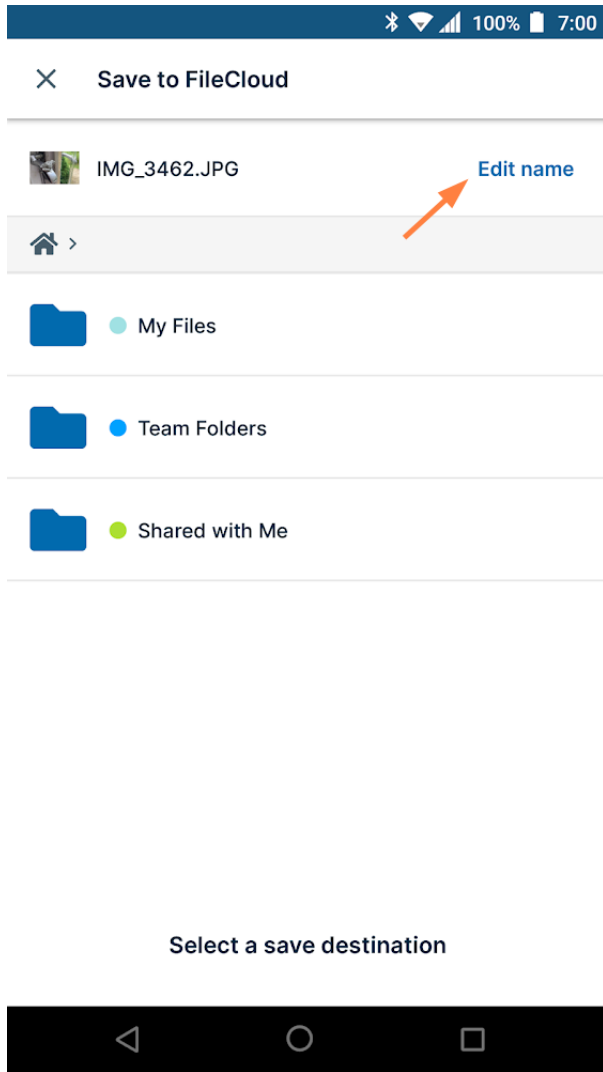 100% 7:00
Save to FileCloud
IMG_3462.JPG Edit name
My Files
Team Folders
Shared with Me
Select a save destination